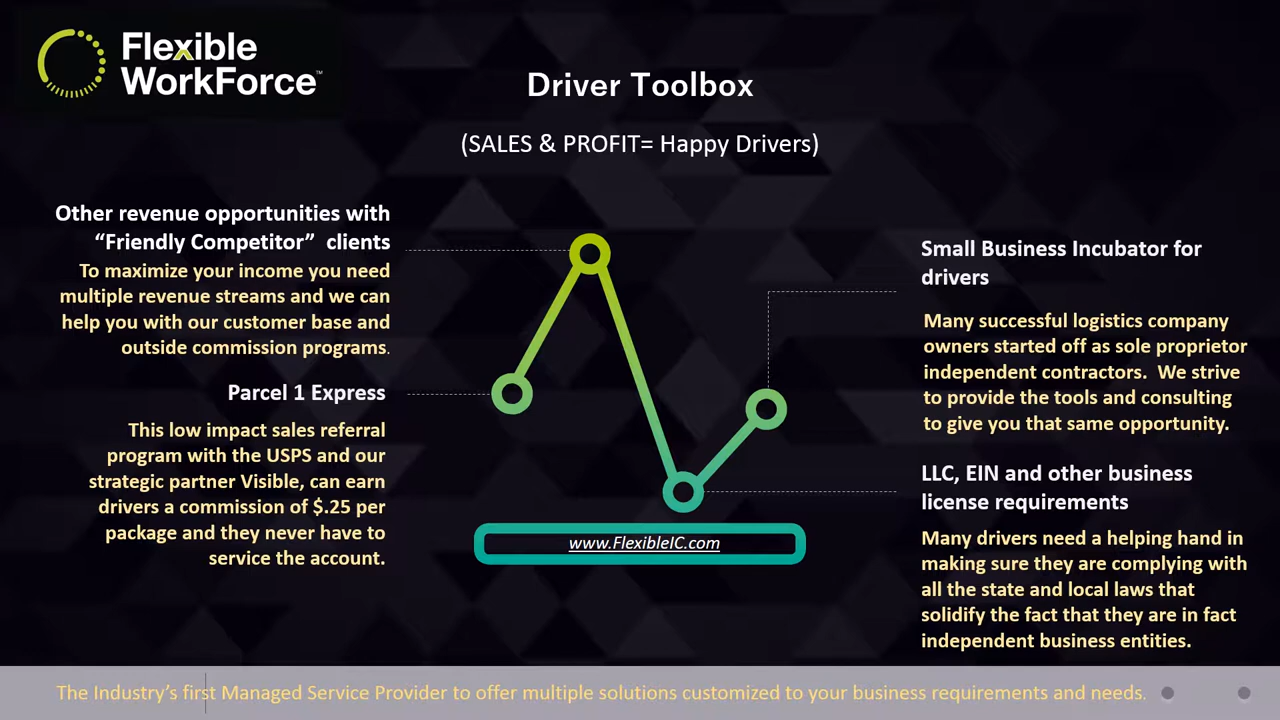 Flexible
WorkForce™
Driver Toolbox
(SALES & PROFIT= Happy Drivers)
Other revenue opportunities with
“Friendly Competitor”  clients
To maximize your income you need
multiple revenue streams and we can
help you with our customer base and
outside commission programs.
Parcel 1 Express
This low impact sales referral
program with the USPS and our
strategic partner Visible, can earn
drivers a commission of $.25 per
package and they never have to
service the account.
www.FlexibleIC.com
Small Business Incubator for
drivers
Many successful logistics company
owners started off as sole proprietor
independent contractors.  We strive
to provide the tools and consulting
to give you that same opportunity.
LLC, EIN and other business
license requirements
Many drivers need a helping hand in
making sure they are complying with
all the state and local laws that
solidify the fact that they are in fact
independent business entities.
The Industry’s first Managed Service Provider to offer multiple solutions customized to your business requirements and needs.